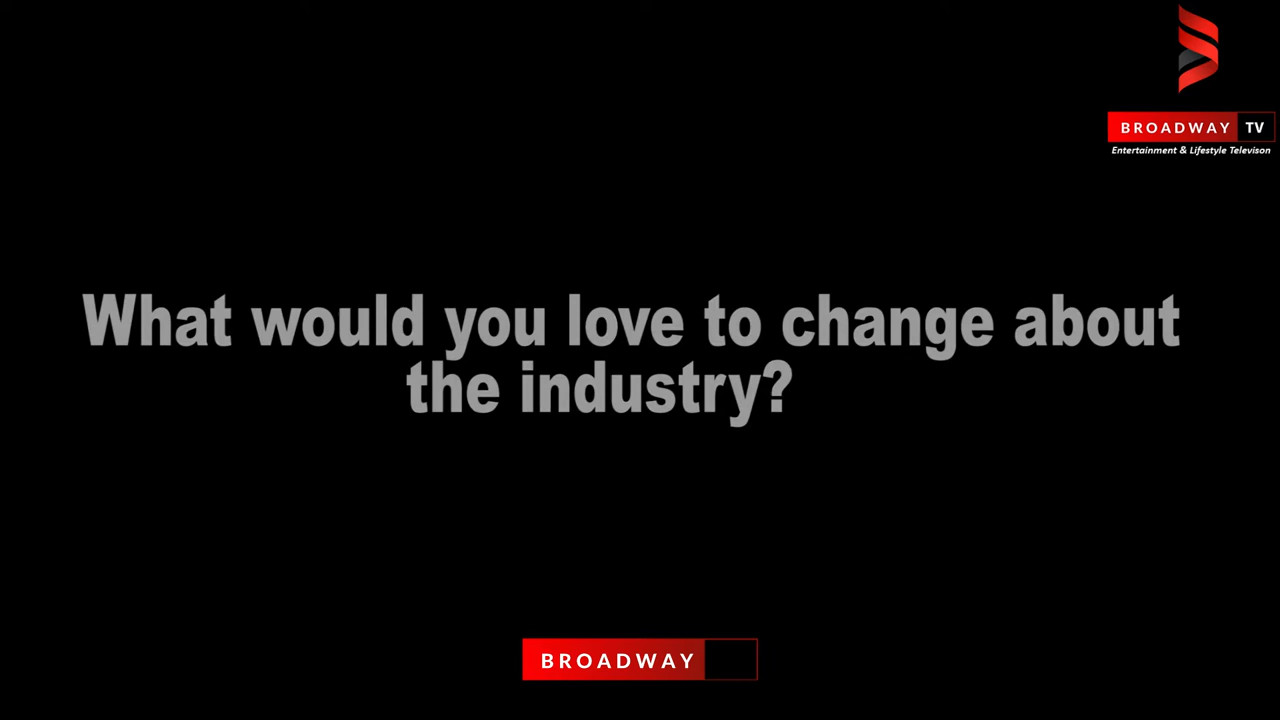 BROADWAY TV
Entertainment & Lifestyle Televison
What would you love to change about
the industry?
BROADWAY